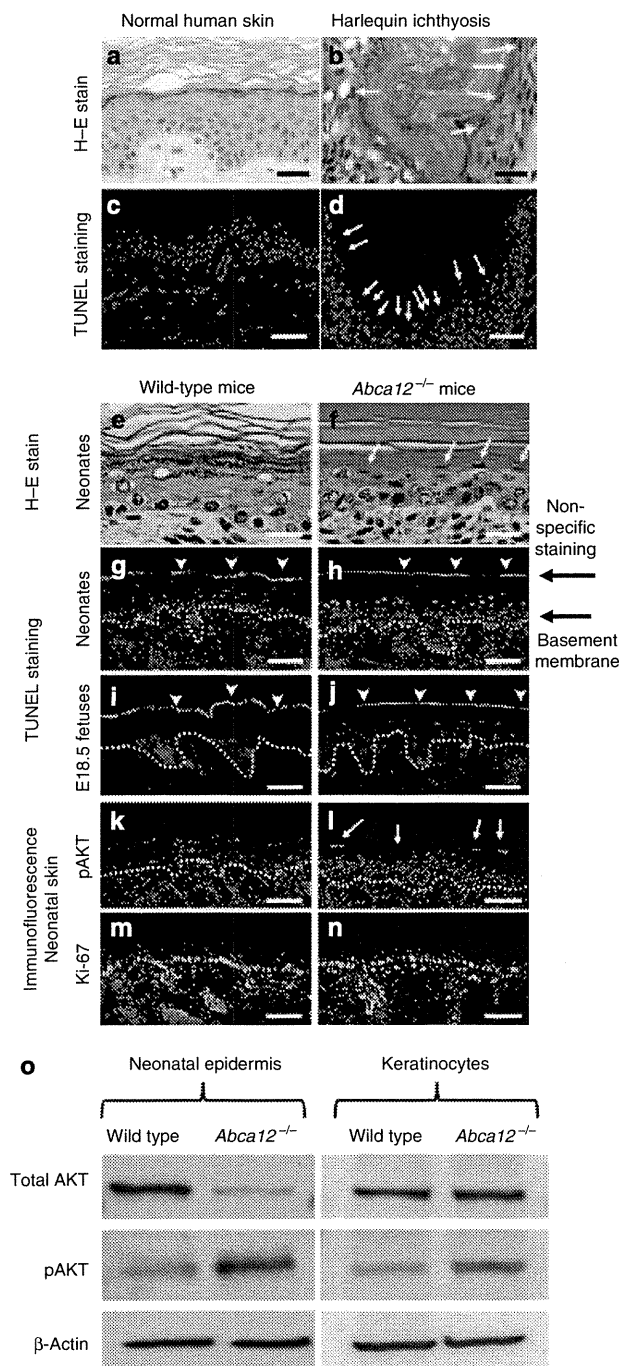 Normal human skin Harlequin ichthyosis
H–E stain
a b
TUNEL staining
c d
Wild-type mice Abca12–/– mice
H–E stain
Neonates
e f
Non-
specific
staining
TUNEL staining
Neonates
g h
Basement
membrane
E18.5 fetuses
i j
Immunofluorescence
Neonatal skin
pAKT
k l
Ki-67
m n
o
Neonatal epidermis Keratinocytes
Wild type Abca12–/– Wild type Abca12–/–
Total AKT
pAKT
β-Actin